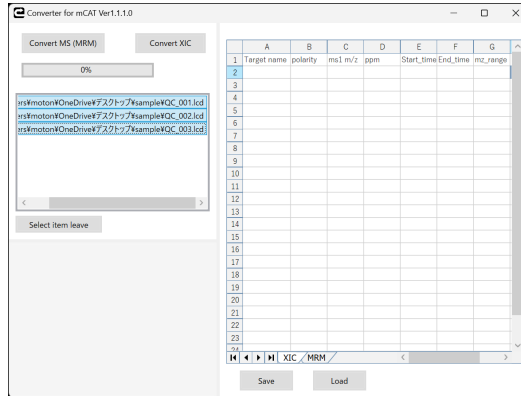 Converter for mCAT Ver1.1.1.0
Convert MS (MRM) Convert XIC
0%
ers¥moton¥OneDrive¥デスクトップ¥sample¥QC_001.lcd
ers¥moton¥OneDrive¥デスクトップ¥sample¥QC_002.lcd
ers¥moton¥OneDrive¥デスクトップ¥sample¥QC_003.lcd
Select item leave
A B C D E F G
1 Target name polarity ms1 m/z ppm Start_time End_time mz_range
2
3
4
5
6
7
8
9
10
11
12
13
14
15
16
17
18
19
20
21
22
23
24
XIC MRM
Save Load